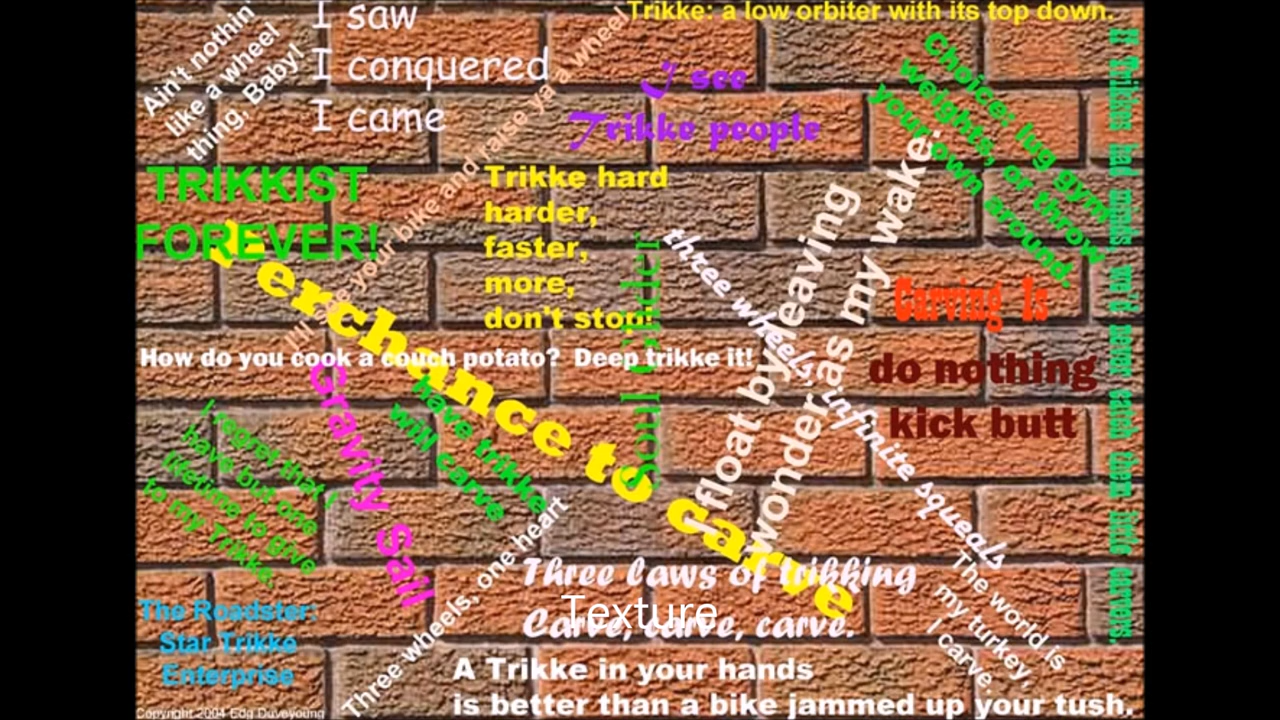 Trikke: a low orbiter with its top down.
Ain't nothin
like a wheel
thing, Baby!
I saw
I conquered
I came
I see
Trikke people
Choice: lug gym
weights, or throw
your own around.
TRIKKIST
FOREVER!
Trikke hard
harder,
faster,
more,
don't stop!
Perchance to carve
Soul Glider
three wheels, infinite squeals
I float by leaving
wonder as my wake.
Carving Is
do nothing
kick butt
How do you cook a couch potato? Deep trikke it!
Gravity sail
have trikke
will carve
I regret that I
have but one
lifetime to give
to my Trikke.
Three wheels, one heart
Three laws of trikking
Carve, carve, carve.
Texture
The world is
my turkey,
I carve.
The Roadster:
Star Trikke
Enterprise
A Trikke in your hands
is better than a bike jammed up your tush.
Copyright 2004 Edg Duveyoung